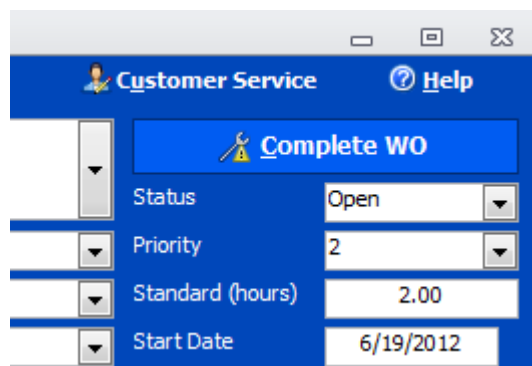 Customer Service Help
Complete WO
Status Open
Priority 2
Standard (hours) 2.00
Start Date 6/19/2012